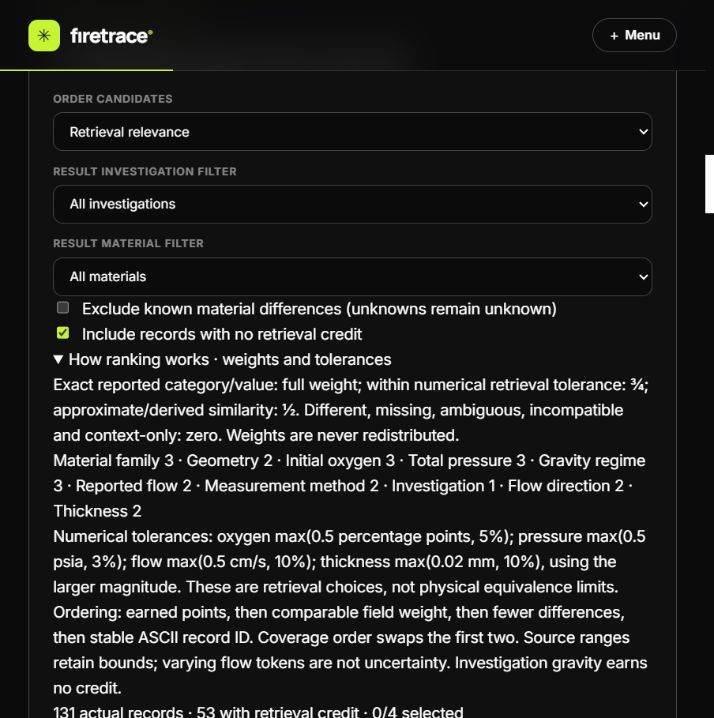 firetrace
+ Menu
ORDER CANDIDATES
Retrieval relevance
RESULT INVESTIGATION FILTER
All investigations
RESULT MATERIAL FILTER
All materials
Exclude known material differences (unknowns remain unknown)
Include records with no retrieval credit
▼ How ranking works · weights and tolerances
Exact reported category/value: full weight; within numerical retrieval tolerance: ¾;
approximate/derived similarity: ½. Different, missing, ambiguous, incompatible
and context-only: zero. Weights are never redistributed.
Material family 3 · Geometry 2 · Initial oxygen 3 · Total pressure 3 · Gravity regime
3 · Reported flow 2 · Measurement method 2 · Investigation 1 · Flow direction 2 ·
Thickness 2
Numerical tolerances: oxygen max(0.5 percentage points, 5%); pressure max(0.5
psia, 3%); flow max(0.5 cm/s, 10%); thickness max(0.02 mm, 10%), using the
larger magnitude. These are retrieval choices, not physical equivalence limits.
Ordering: earned points, then comparable field weight, then fewer differences,
then stable ASCII record ID. Coverage order swaps the first two. Source ranges
retain bounds; varying flow tokens are not uncertainty. Investigation gravity earns
no credit.
131 actual records · 53 with retrieval credit · 0/4 selected